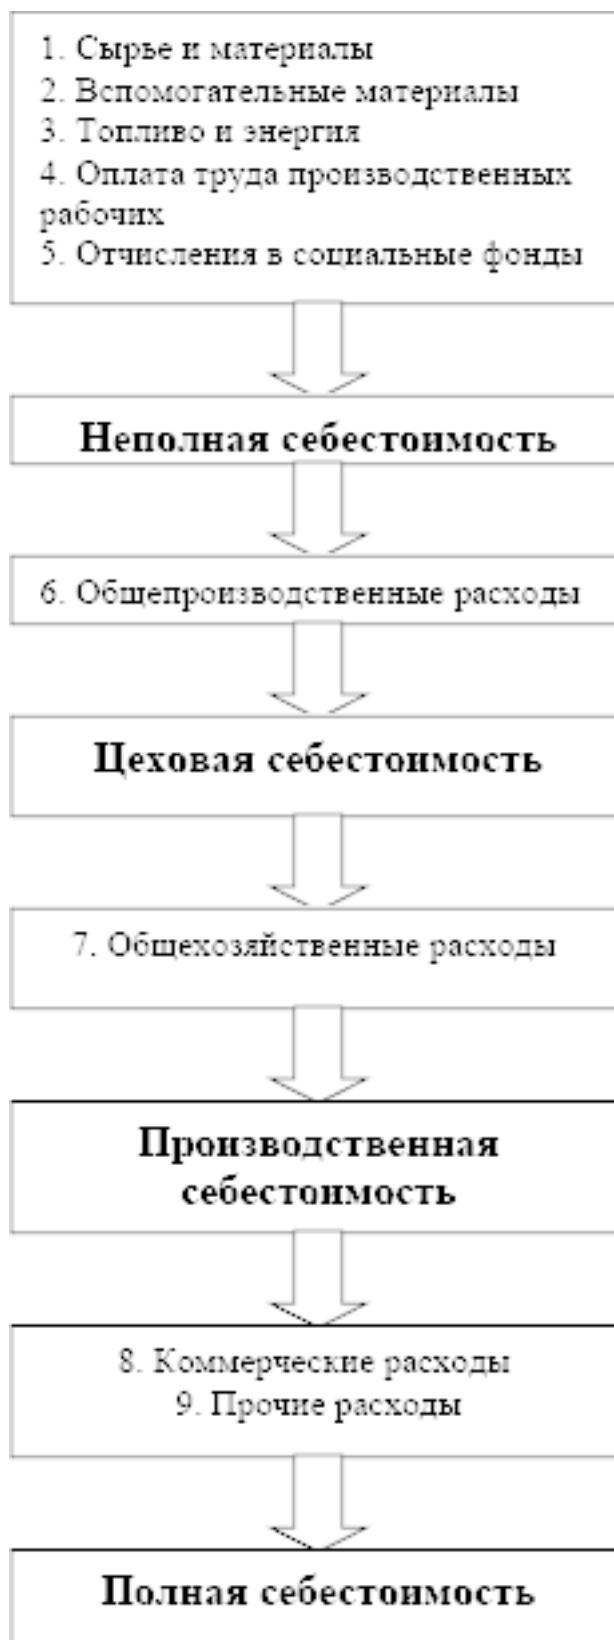 1. Сырье и материалы
2. Вспомогательные материалы
3. Топливо и энергия
4. Оплата труда производственных
рабочих
5. Отчисления в социальные фонды
Неполная себестоимость
6. Общепроизводственные расходы
Цеховая себестоимость
7. Общехозяйственные расходы
Производственная
себестоимость
8. Коммерческие расходы
9. Прочие расходы
Полная себестоимость